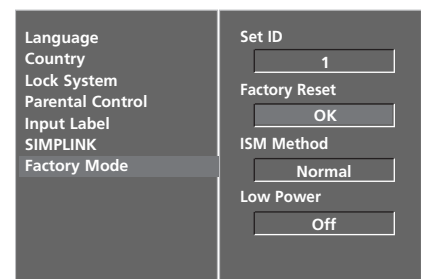 Language
Country
Lock System
Parental Control
Input Label
SIMPLINK
Factory Mode
Set ID
1
Factory Reset
OK
ISM Method
Normal
Low Power
Off